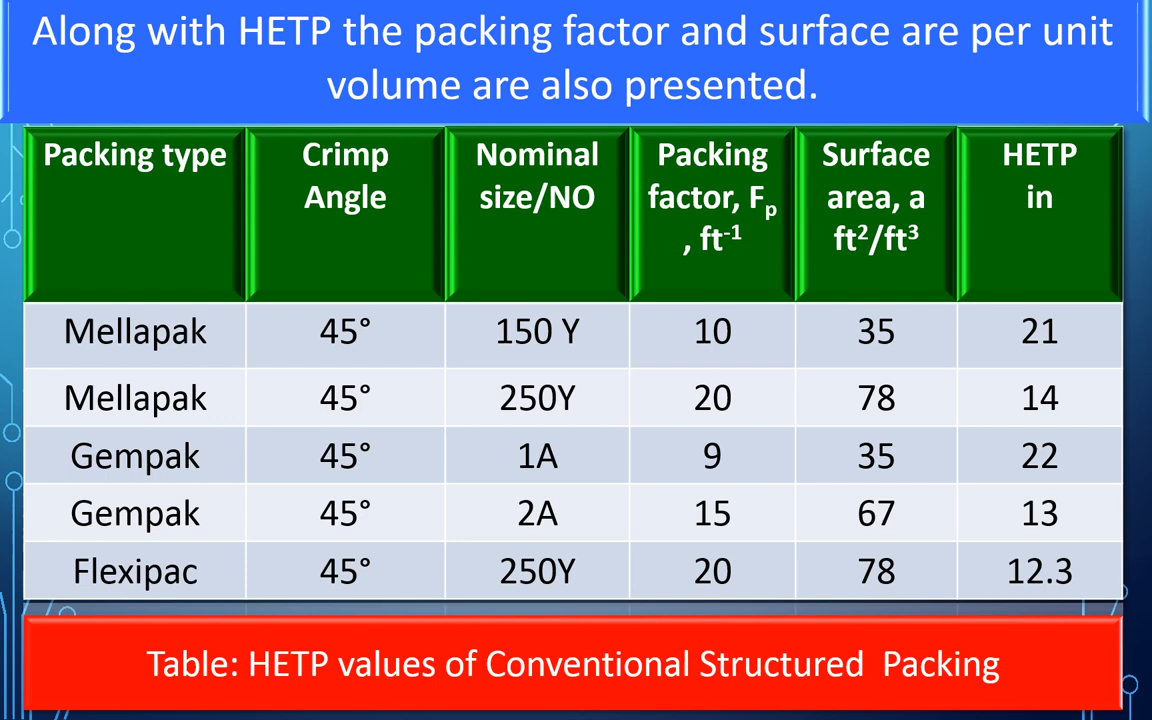 Along with HETP the packing factor and surface are per unit
volume are also presented.
Packing type Crimp Angle Nominal size/NO Packing factor, Fp , ft-1 Surface area, a ft2/ft3 HETP in
Mellapak 45° 150 Y 10 35 21
Mellapak 45° 250Y 20 78 14
Gempak 45° 1A 9 35 22
Gempak 45° 2A 15 67 13
Flexipac 45° 250Y 20 78 12.3
Table: HETP values of Conventional Structured Packing